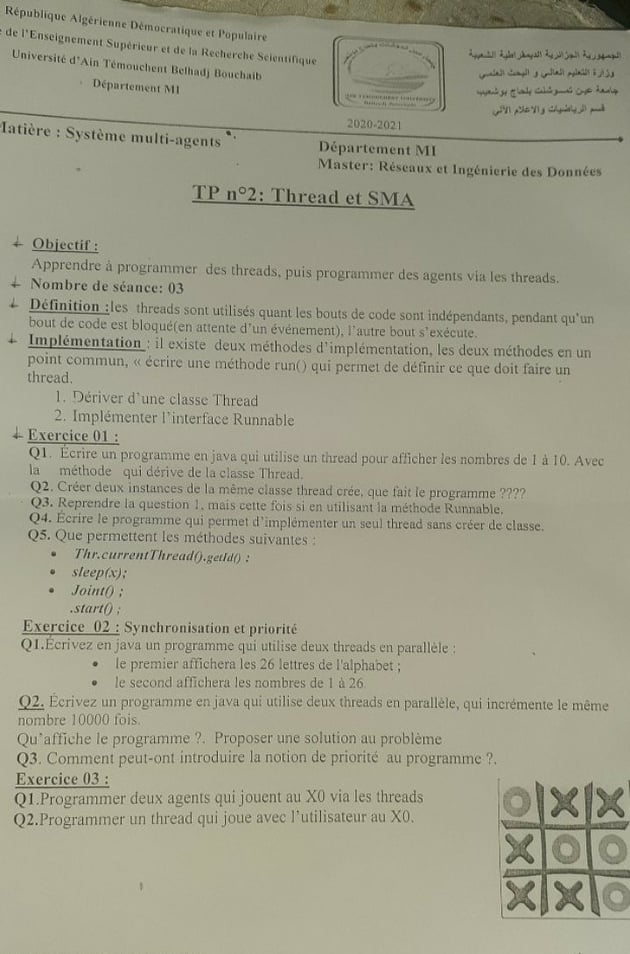 République Algérienne Démocratique et Populaire
de l'Enseignement Supérieur et de la Recherche Scientifique
Université d'Ain Témouchent Belhadj Bouchaib
Département MI
الجمهورية الجزائرية الديمقراطية الشعبية
وزارة التعليم العالي و البحث العلمي
جامعة عين تموشنت بلحاج بوشعيب
قسم الرياضيات والاعلام الآلي
2020-2021
Matière : Système multi-agents
Département MI
Master: Réseaux et Ingénierie des Données
TP n°2: Thread et SMA
Objectif :
Apprendre à programmer des threads, puis programmer des agents via les threads.
Nombre de séance: 03
Définition :les threads sont utilisés quant les bouts de code sont indépendants, pendant qu'un
bout de code est bloqué(en attente d'un événement), l'autre bout s'exécute.
Implémentation : il existe deux méthodes d'implémentation, les deux méthodes en un
point commun, « écrire une méthode run() qui permet de définir ce que doit faire un
thread.
1. Dériver d'une classe Thread
2. Implémenter l'interface Runnable
Exercice 01 :
Q1. Écrire un programme en java qui utilise un thread pour afficher les nombres de 1 à 10. Avec
la méthode qui dérive de la classe Thread.
Q2. Créer deux instances de la même classe thread crée, que fait le programme ????
Q3. Reprendre la question 1, mais cette fois si en utilisant la méthode Runnable.
Q4. Écrire le programme qui permet d'implémenter un seul thread sans créer de classe.
Q5. Que permettent les méthodes suivantes :
• Thr.currentThread().getId() ;
• sleep(x);
• Joint() ;
.start() ;
Exercice 02 : Synchronisation et priorité
Q1.Écrivez en java un programme qui utilise deux threads en parallèle :
• le premier affichera les 26 lettres de l'alphabet ;
• le second affichera les nombres de 1 à 26.
Q2. Écrivez un programme en java qui utilise deux threads en parallèle, qui incrémente le même
nombre 10000 fois.
Qu'affiche le programme ?. Proposer une solution au problème
Q3. Comment peut-ont introduire la notion de priorité au programme ?.
Exercice 03 :
Q1.Programmer deux agents qui jouent au X0 via les threads
Q2.Programmer un thread qui joue avec l'utilisateur au X0.
O X X
X O O
X X O